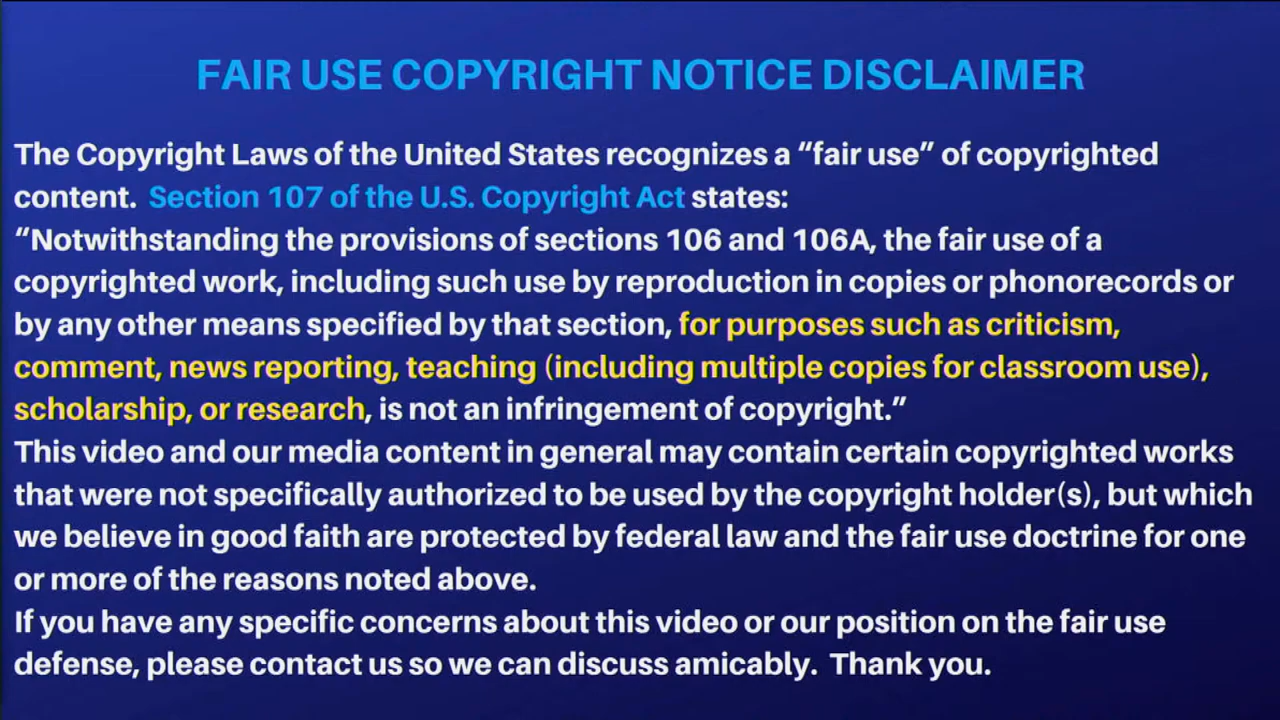 FAIR USE COPYRIGHT NOTICE DISCLAIMER
The Copyright Laws of the United States recognizes a “fair use” of copyrighted
content. Section 107 of the U.S. Copyright Act states:
“Notwithstanding the provisions of sections 106 and 106A, the fair use of a
copyrighted work, including such use by reproduction in copies or phonorecords or
by any other means specified by that section, for purposes such as criticism,
comment, news reporting, teaching (including multiple copies for classroom use),
scholarship, or research, is not an infringement of copyright.”
This video and our media content in general may contain certain copyrighted works
that were not specifically authorized to be used by the copyright holder(s), but which
we believe in good faith are protected by federal law and the fair use doctrine for one
or more of the reasons noted above.
If you have any specific concerns about this video or our position on the fair use
defense, please contact us so we can discuss amicably. Thank you.